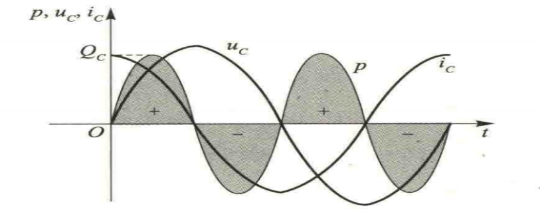 p, u_C, i_C
Q_C
u_C
p
i_C
+
−
+
−
O
t